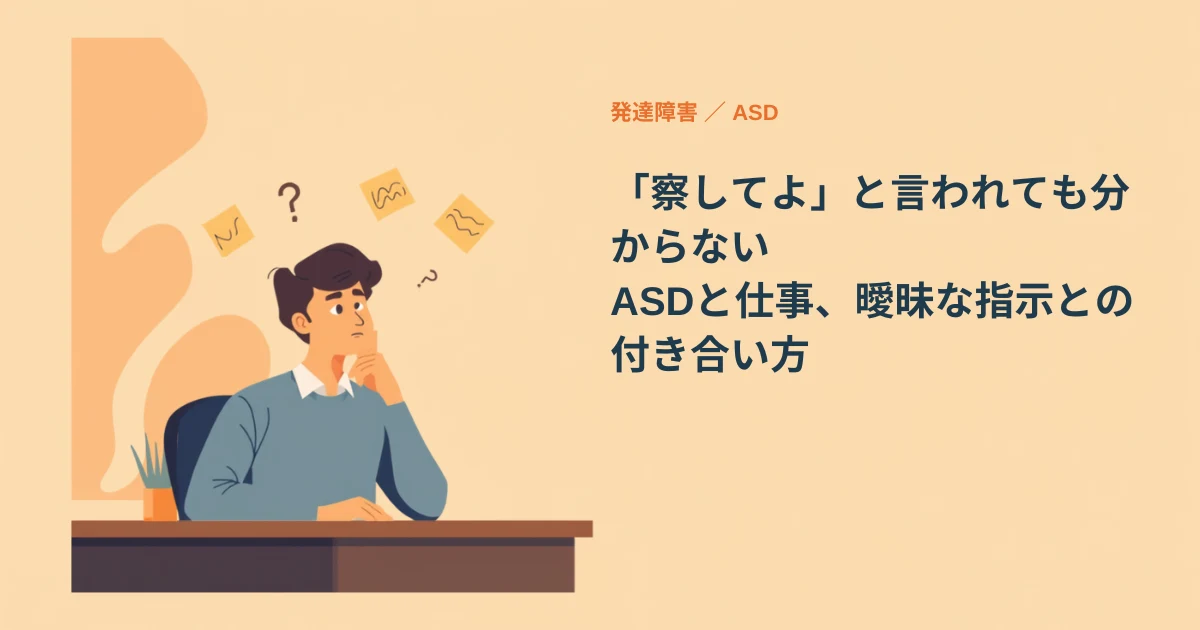 発達障害 ／ ASD
「察してよ」と言われても分
からない
ASDと仕事、曖昧な指示との
付き合い方